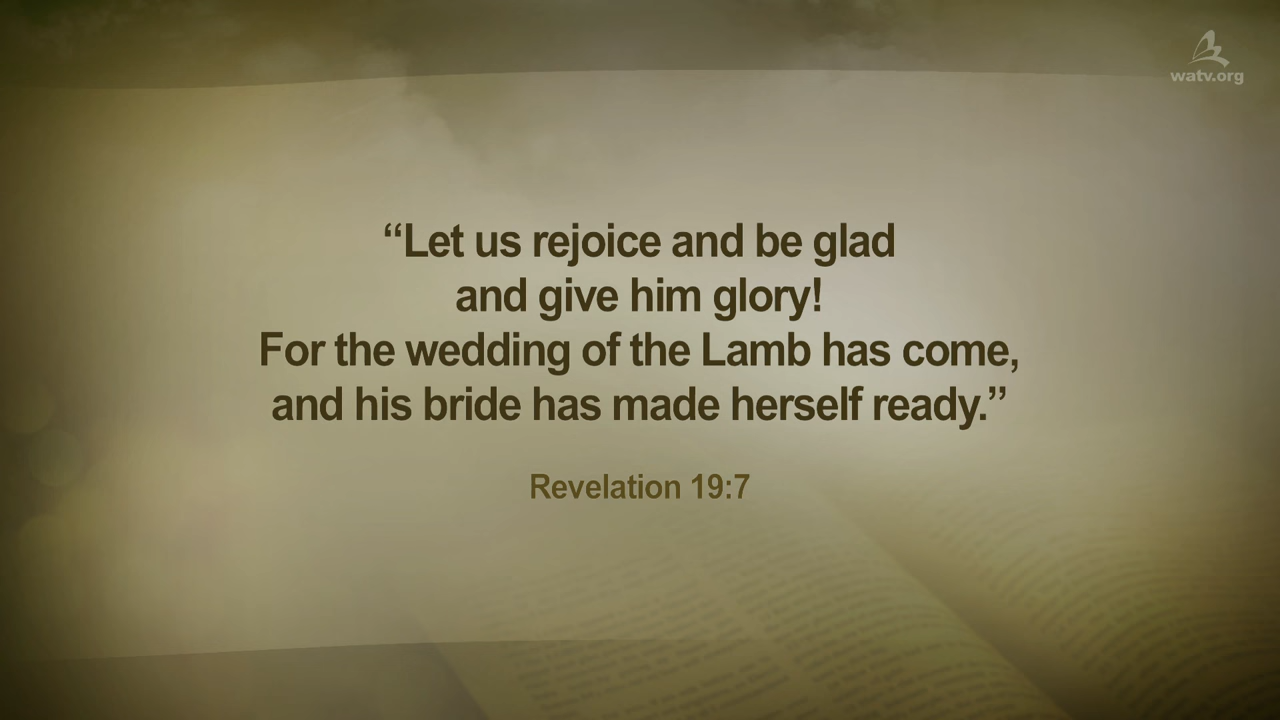 watv.org
“Let us rejoice and be glad
and give him glory!
For the wedding of the Lamb has come,
and his bride has made herself ready.”
Revelation 19:7